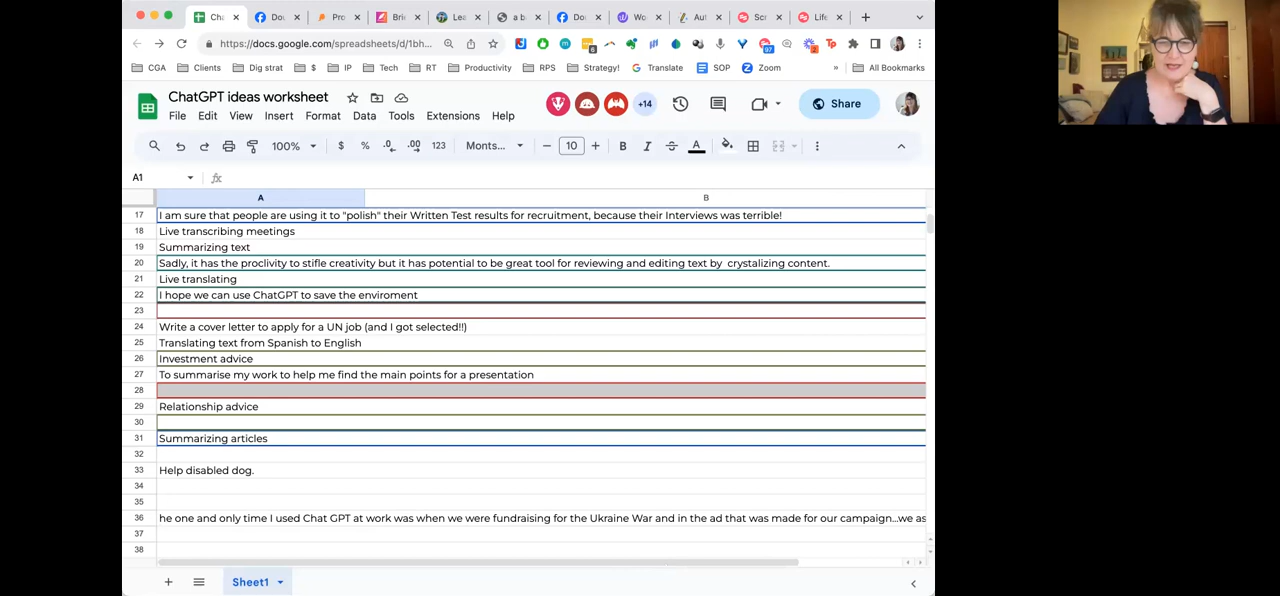 Cha
Dou
Pro
Brie
Lea
a b
Do
Wo
Aut
Scr
Life
https://docs.google.com/spreadsheets/d/1bh...
CGA
Clients
Dig strat
$
IP
Tech
RT
Productivity
RPS
Strategy!
Translate
SOP
Zoom
»
All Bookmarks
ChatGPT ideas worksheet
+14
Share
File Edit View Insert Format Data Tools Extensions Help
100% $ % .0 .00 123 Monts... − 10 + B I S A
A1 fx
A B
17 I am sure that people are using it to "polish" their Written Test results for recruitment, because their Interviews was terrible!
18 Live transcribing meetings
19 Summarizing text
20 Sadly, it has the proclivity to stifle creativity but it has potential to be great tool for reviewing and editing text by crystalizing content.
21 Live translating
22 I hope we can use ChatGPT to save the enviroment
23
24 Write a cover letter to apply for a UN job (and I got selected!!)
25 Translating text from Spanish to English
26 Investment advice
27 To summarise my work to help me find the main points for a presentation
28
29 Relationship advice
30
31 Summarizing articles
32
33 Help disabled dog.
34
35
36 he one and only time I used Chat GPT at work was when we were fundraising for the Ukraine War and in the ad that was made for our campaign...we as
37
38
Sheet1